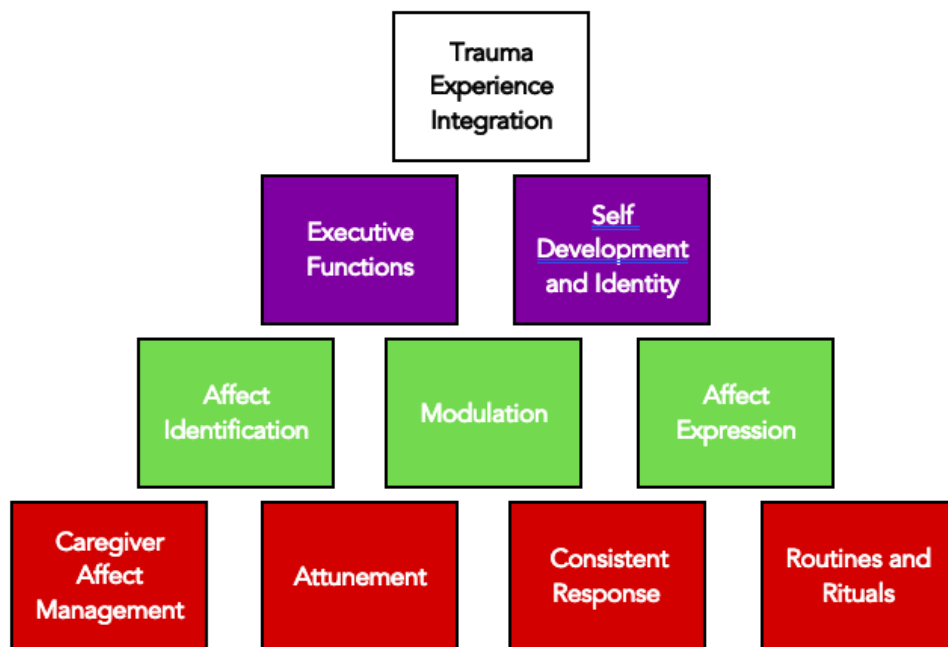 Trauma
Experience
Integration
Executive
Functions
Self
Development
and Identity
Affect
Identification
Modulation
Affect
Expression
Caregiver
Affect
Management
Attunement
Consistent
Response
Routines and
Rituals